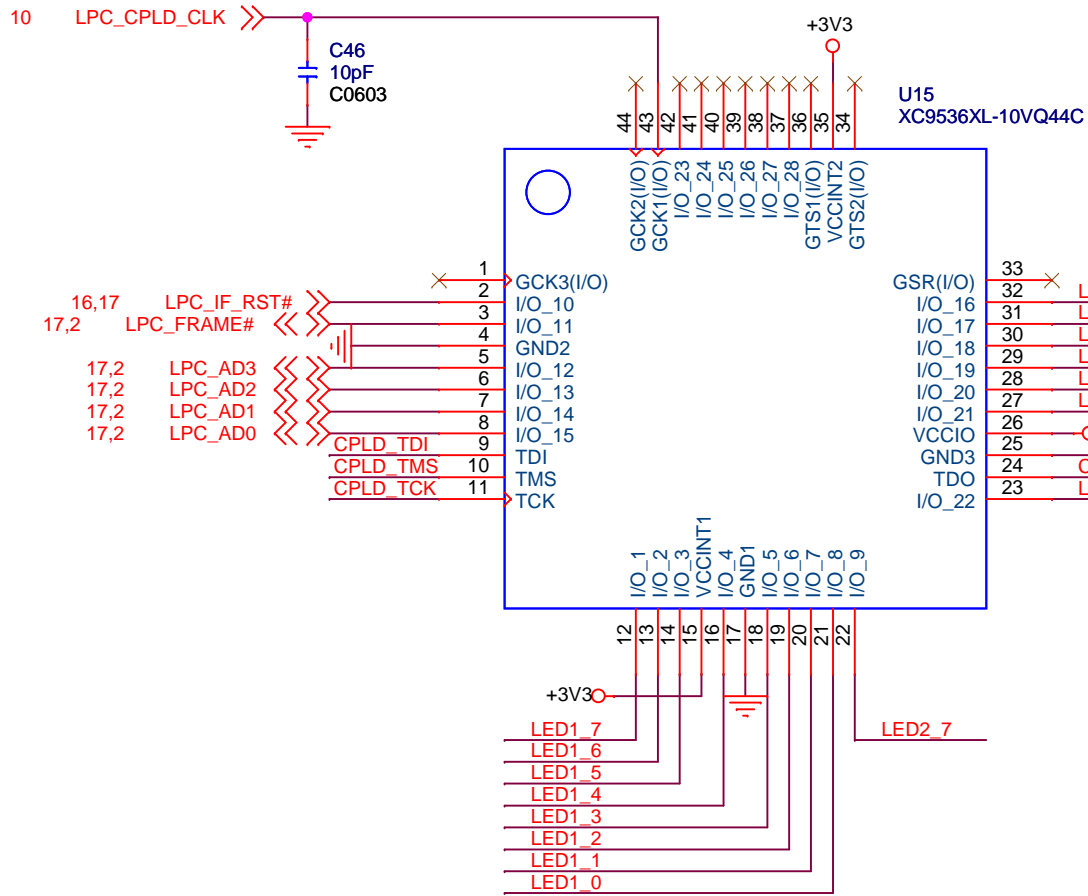 10 LPC_CPLD_CLK
C46
10pF
C0603
+3V3
U15
XC9536XL-10VQ44C
44 43 42 41 40 39 38 37 36 35 34
GCK2(I/O)
GCK1(I/O)
I/O_23
I/O_24
I/O_25
I/O_26
I/O_27
I/O_28
GTS1(I/O)
VCCINT2
GTS2(I/O)
1 GCK3(I/O)
16,17 LPC_IF_RST# 2 I/O_10
17,2 LPC_FRAME# 3 I/O_11
4 GND2
17,2 LPC_AD3 5 I/O_12
17,2 LPC_AD2 6 I/O_13
17,2 LPC_AD1 7 I/O_14
17,2 LPC_AD0 8 I/O_15
CPLD_TDI 9 TDI
CPLD_TMS 10 TMS
CPLD_TCK 11 TCK
GSR(I/O) 33
I/O_16 32 L
I/O_17 31 L
I/O_18 30 L
I/O_19 29 L
I/O_20 28 L
I/O_21 27 L
VCCIO 26
GND3 25
TDO 24 C
I/O_22 23 L
I/O_1
I/O_2
I/O_3
VCCINT1
I/O_4
GND1
I/O_5
I/O_6
I/O_7
I/O_8
I/O_9
12 13 14 15 16 17 18 19 20 21 22
+3V3
LED1_7
LED1_6
LED1_5
LED1_4
LED1_3
LED1_2
LED1_1
LED1_0
LED2_7